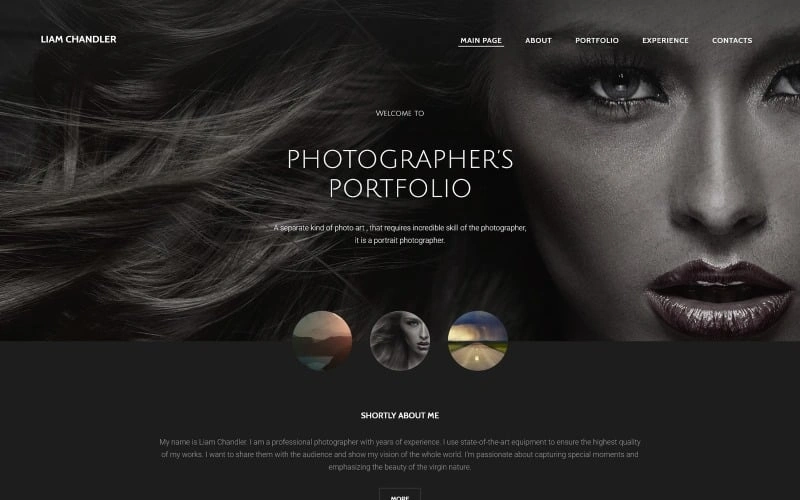 LIAM CHANDLER
MAIN PAGE ABOUT PORTFOLIO EXPERIENCE CONTACTS
WELCOME TO
PHOTOGRAPHER'S
PORTFOLIO
A separate kind of photo art , that requires incredible skill of the photographer,
it is a portrait photographer.
SHORTLY ABOUT ME
My name is Liam Chandler. I am a professional photographer with years of experience. I use state-of-the-art equipment to ensure the highest quality
of my works. I want to share them with the audience and show my vision of the whole world. I'm passionate about capturing special moments and
emphasizing the beauty of the virgin nature.
MORE